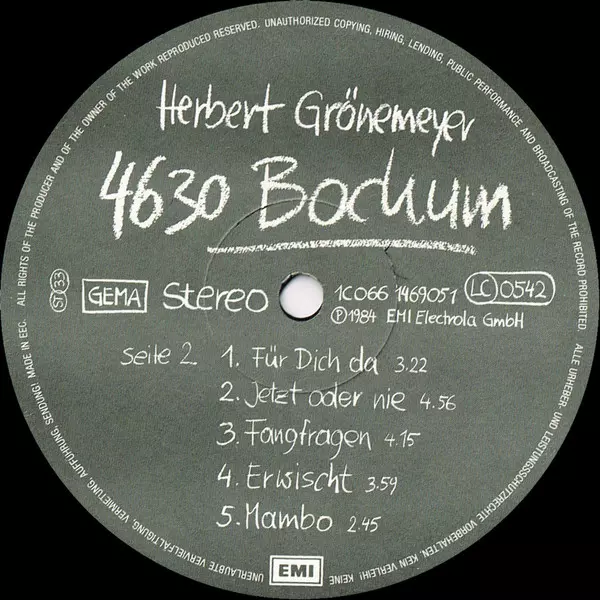 ALL RIGHTS OF THE PRODUCER AND OF THE OWNER OF THE WORK REPRODUCED RESERVED. UNAUTHORIZED COPYING, HIRING, LENDING, PUBLIC PERFORMANCE AND BROADCASTING OF THE RECORD PROHIBITED.
Herbert Grönemeyer
4630 Bochum
ST 33
GEMA
Stereo
1C066 1469051
LC 0542
℗1984 EMI Electrola GmbH
Seite 2
1. Für Dich da 3.22
2. Jetzt oder nie 4.56
3. Fangfragen 4.15
4. Erwischt 3.59
5. Mambo 2.45
EMI
ALLE URHEBER- UND LEISTUNGSSCHUTZRECHTE VORBEHALTEN. KEIN VERLEIH! KEINE UNERLAUBTE VERVIELFÄLTIGUNG, VERMIETUNG, AUFFÜHRUNG, SENDUNG! MADE IN EEC.